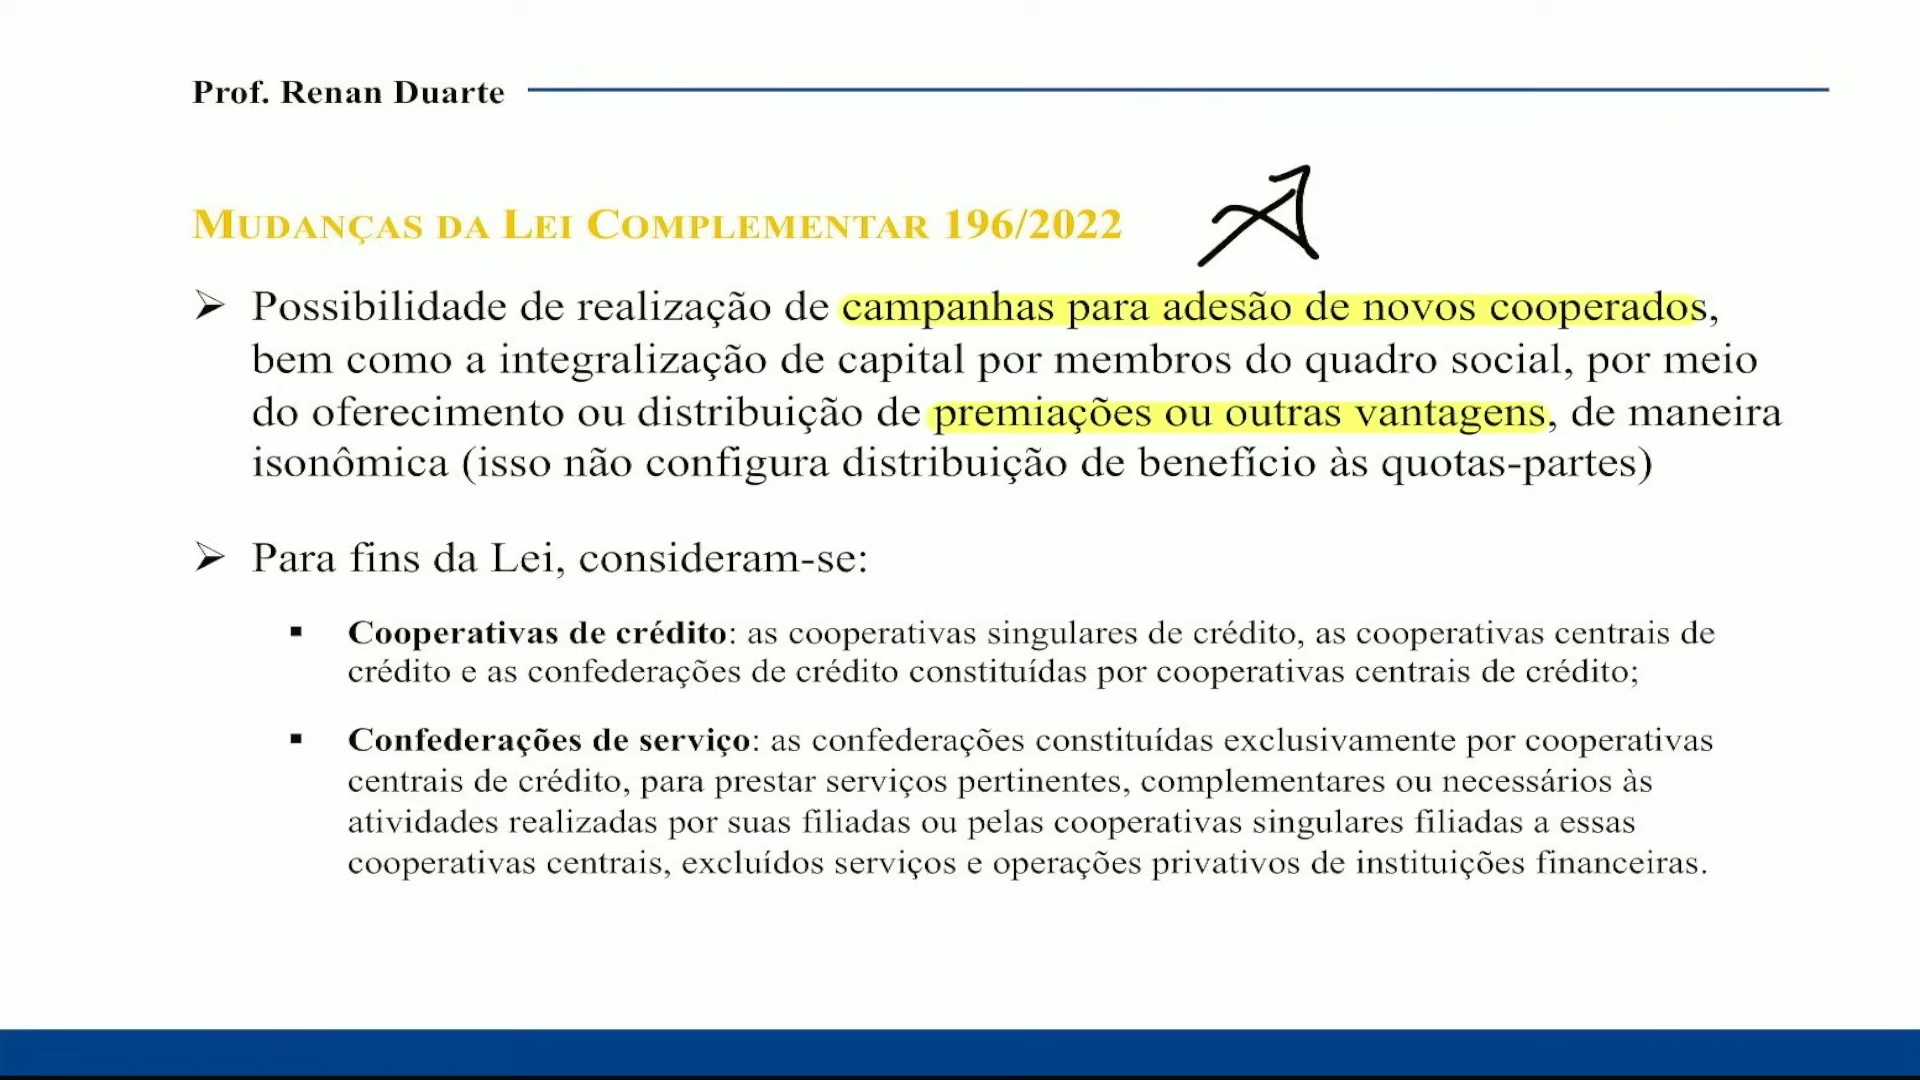 Prof. Renan Duarte
MUDANÇAS DA LEI COMPLEMENTAR 196/2022
➢ Possibilidade de realização de campanhas para adesão de novos cooperados,
bem como a integralização de capital por membros do quadro social, por meio
do oferecimento ou distribuição de premiações ou outras vantagens, de maneira
isonômica (isso não configura distribuição de benefício às quotas-partes)
➢ Para fins da Lei, consideram-se:
▪ Cooperativas de crédito: as cooperativas singulares de crédito, as cooperativas centrais de
crédito e as confederações de crédito constituídas por cooperativas centrais de crédito;
▪ Confederações de serviço: as confederações constituídas exclusivamente por cooperativas
centrais de crédito, para prestar serviços pertinentes, complementares ou necessários às
atividades realizadas por suas filiadas ou pelas cooperativas singulares filiadas a essas
cooperativas centrais, excluídos serviços e operações privativos de instituições financeiras.